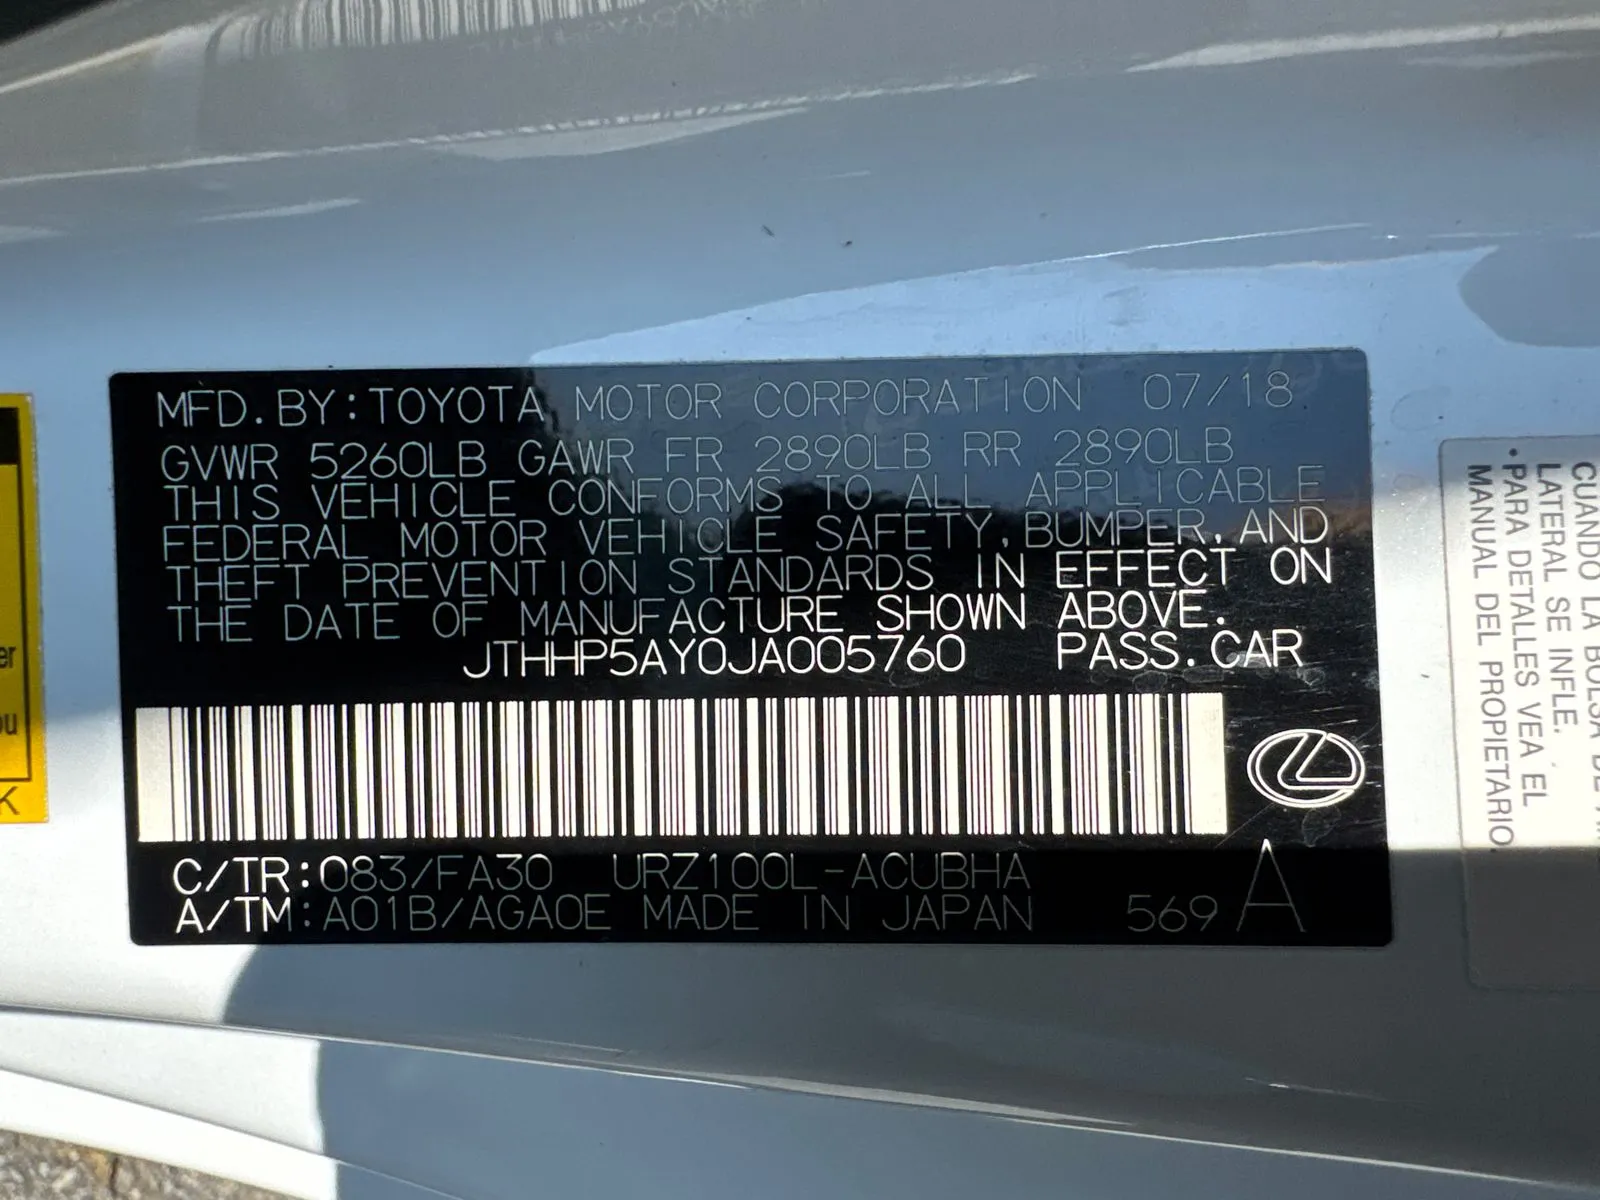 MFD.BY:TOYOTA MOTOR CORPORATION 07/18
GVWR 5260LB GAWR FR 2890LB RR 2890LB
THIS VEHICLE CONFORMS TO ALL APPLICABLE
FEDERAL MOTOR VEHICLE SAFETY,BUMPER,AND
THEFT PREVENTION STANDARDS IN EFFECT ON
THE DATE OF MANUFACTURE SHOWN ABOVE.
JTHHP5AY0JA005760 PASS.CAR
C/TR:083/FA30 URZ100L-ACUBHA
A/TM:A01B/AGA0E MADE IN JAPAN 569 A
CUANDO LA BOLSA DE
LATERAL SE INFLE.
•PARA DETALLES VEA EL
MANUAL DEL PROPIETARIO.
er
ou
K